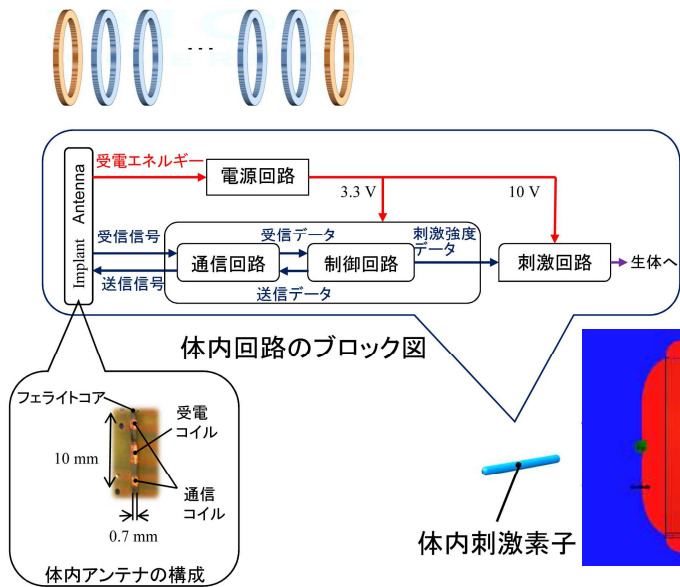 受電エネルギー
電源回路
3.3 V
10 V
Implant Antenna
受信信号
送信信号
通信回路
受信データ
送信データ
制御回路
刺激強度
データ
刺激回路
生体へ
体内回路のブロック図
フェライトコア
受電
コイル
10 mm
通信
コイル
0.7 mm
体内アンテナの構成
体内刺激素子